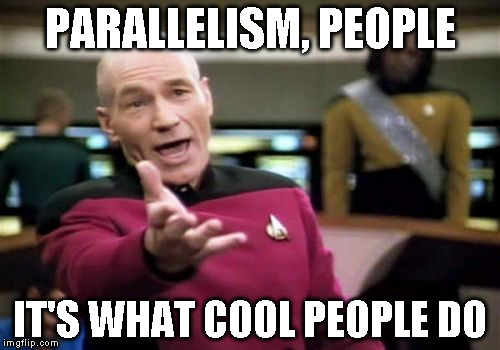 PARALLELISM, PEOPLE
IT'S WHAT COOL PEOPLE DO
imgflip.com